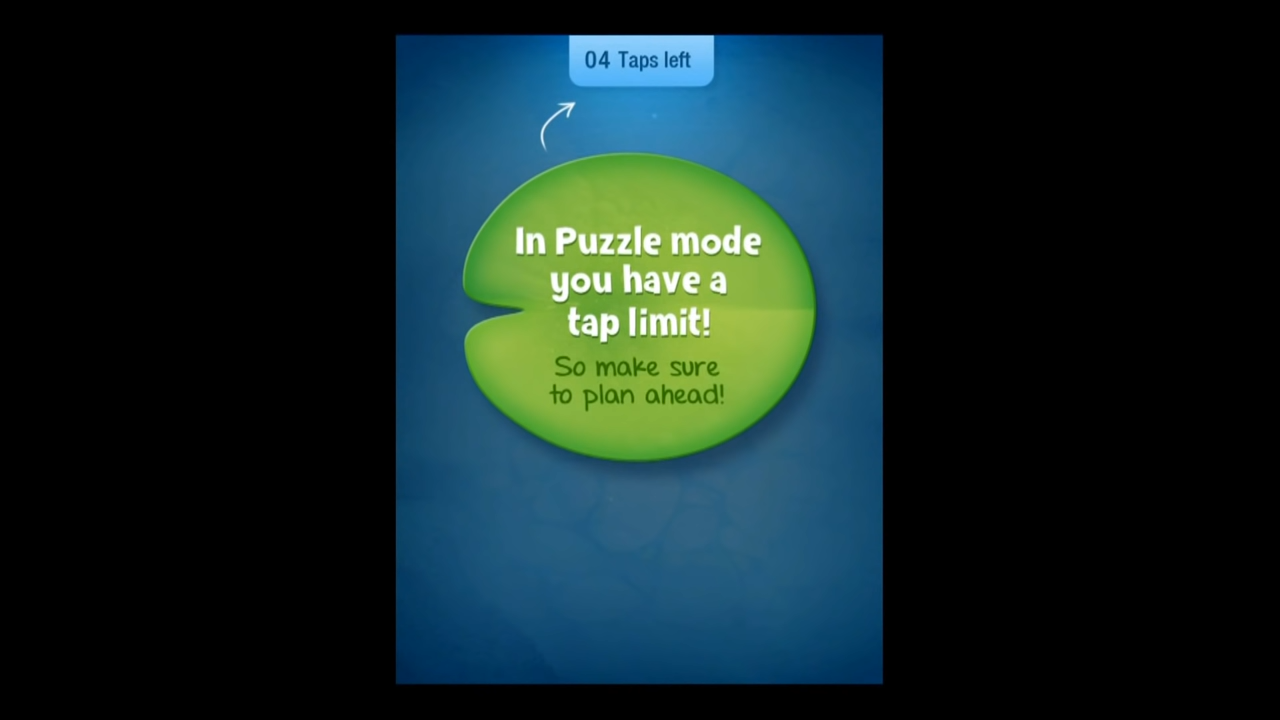 04 Taps left
In Puzzle mode
you have a
tap limit!
So make sure
to plan ahead!